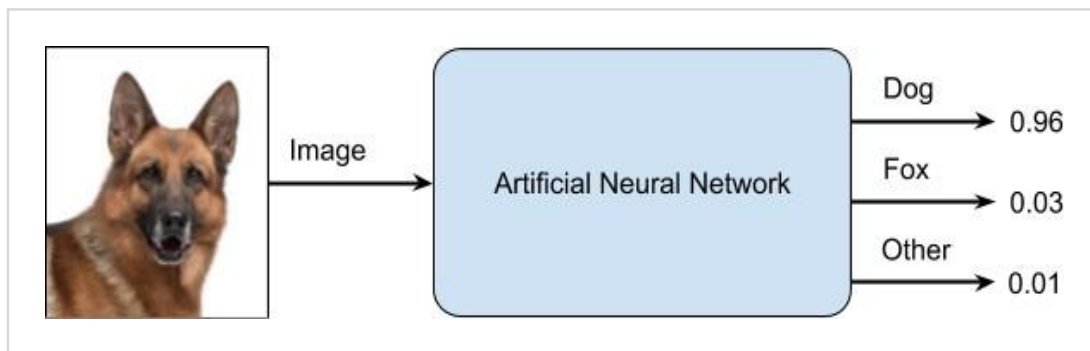 Image
Artificial Neural Network
Dog
0.96
Fox
0.03
Other
0.01